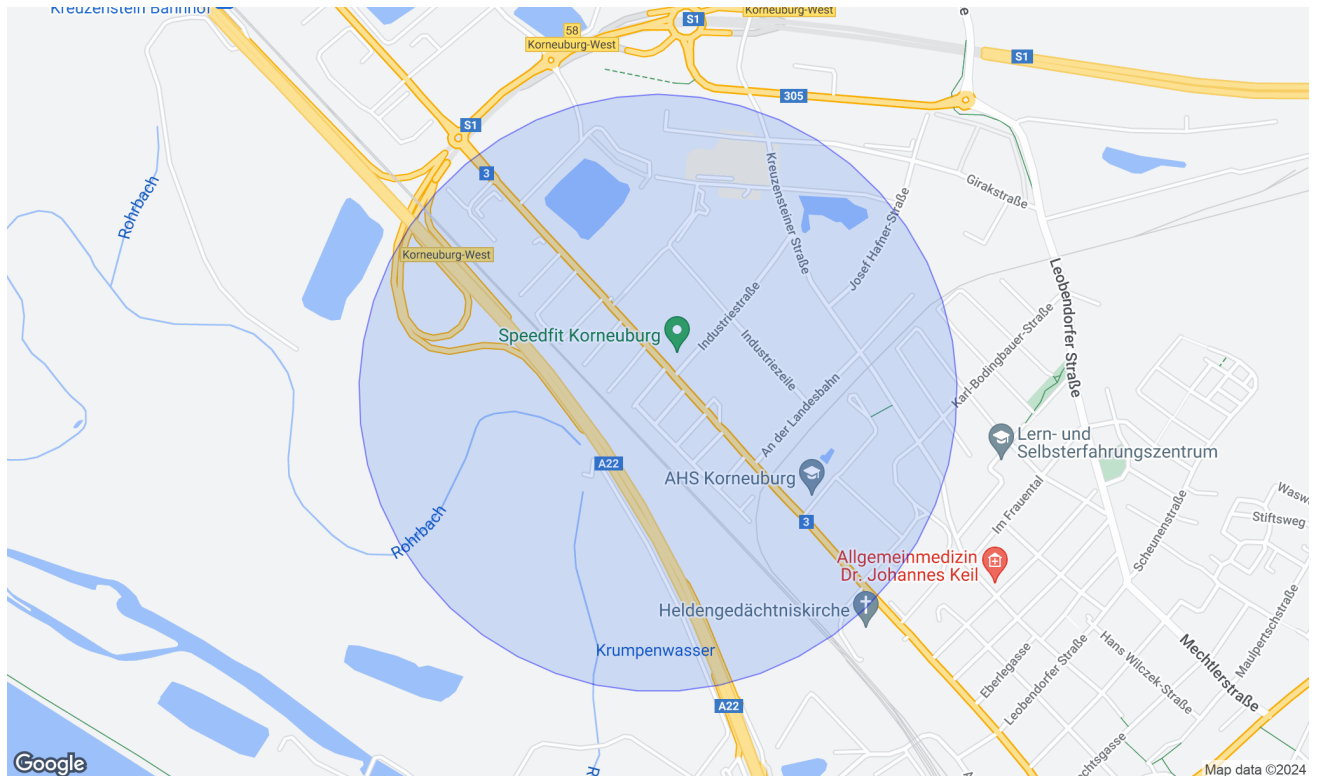 Kreuzenstein Bahnhof
S1
Korneuburg-West
58
Korneuburg-West
S1
305
S1
3
Rohrbach
Kreuzensteiner Straße
Girakstraße
Josef Hafner-Straße
Korneuburg-West
Leobendorfer Straße
Speedfit Korneuburg
Industriestraße
Industriezeile
Karl-Bodingbauer-Straße
An der Landesbahn
Lern- und
Selbsterfahrungszentrum
A22
AHS Korneuburg
Im Frauental
Stiftsweg
Scheunenstraße
3
Rohrbach
Allgemeinmedizin
Dr. Johannes Keil
Heldengedächtniskirche
Krumpenwasser
Eberlegasse
Leobendorfer Straße
Hans Wilczek-Straße
Mechtlerstraße
Maulpertschstraße
A22
Google
Map data ©2024